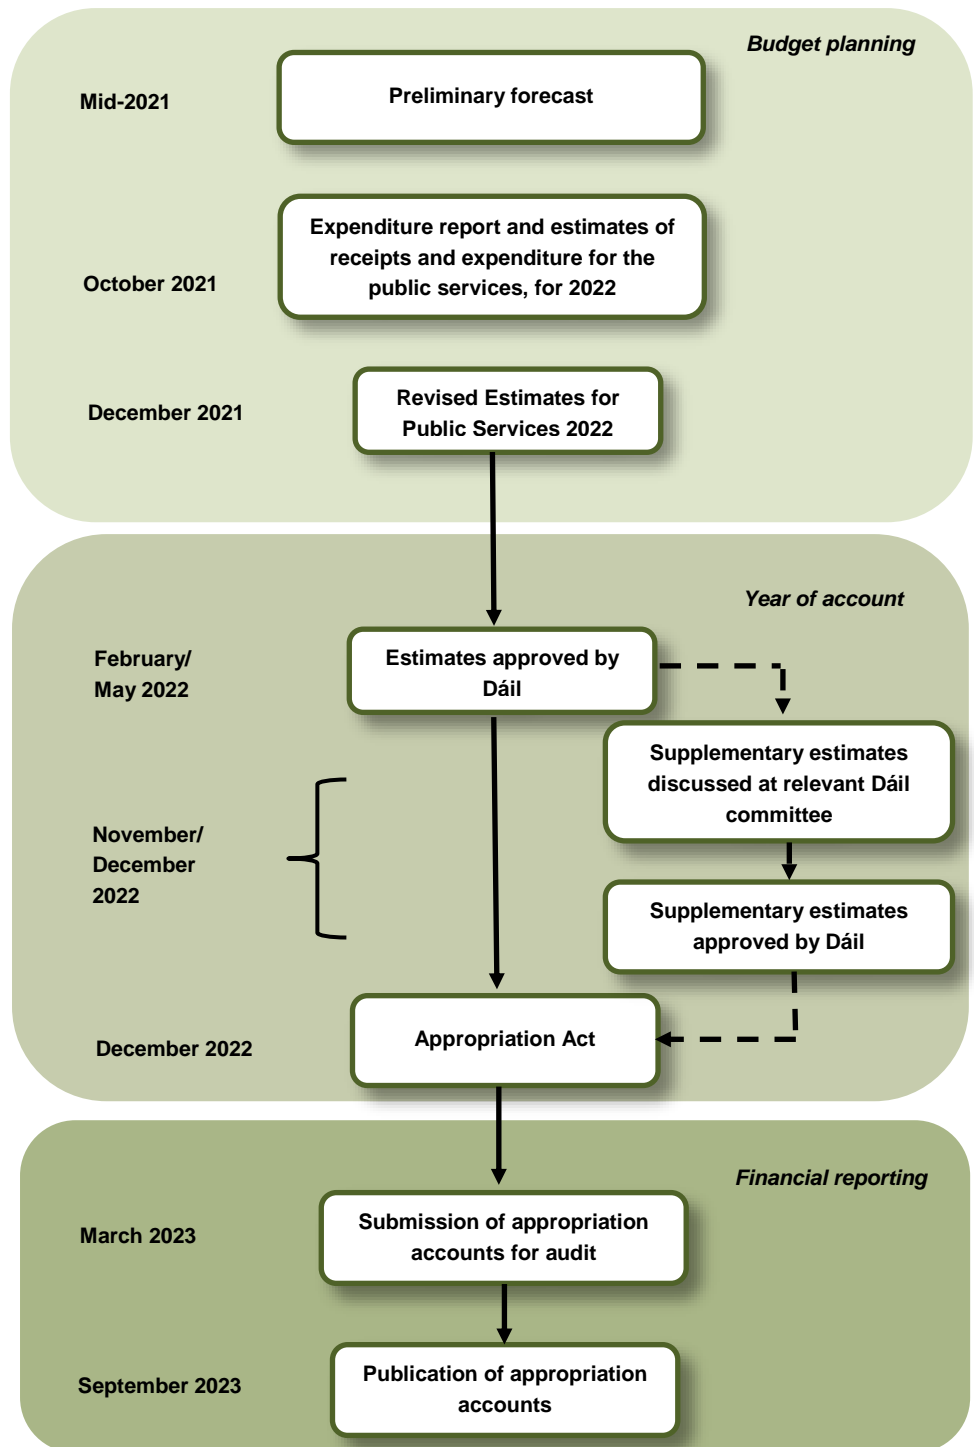 Budget planning
Mid-2021
Preliminary forecast
Expenditure report and estimates of
receipts and expenditure for the
public services, for 2022
October 2021
December 2021
Revised Estimates for
Public Services 2022
Year of account
February/
May 2022
Estimates approved by
Dáil
Supplementary estimates
discussed at relevant Dáil
committee
November/
December
2022
Supplementary estimates
approved by Dáil
December 2022
Appropriation Act
Financial reporting
March 2023
Submission of appropriation
accounts for audit
September 2023
Publication of appropriation
accounts